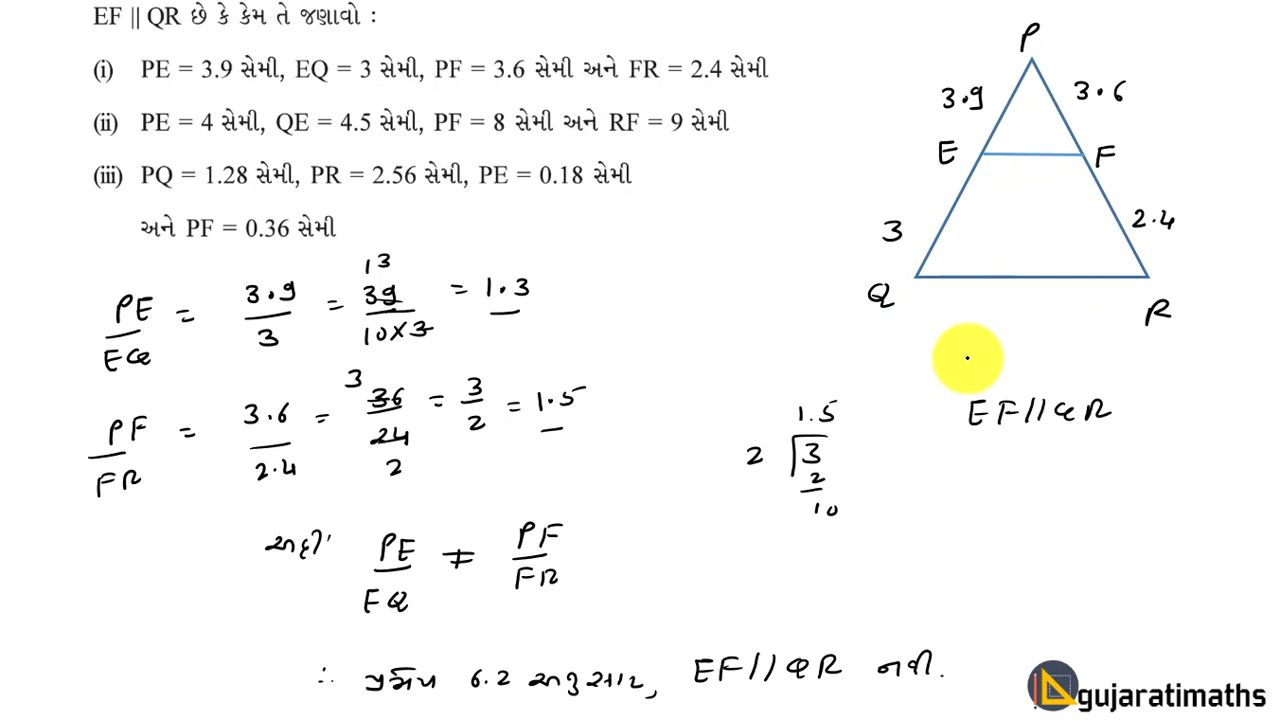 EF || QR છે કે કેમ તે જણાવો :
(i) PE = 3.9 સેમી, EQ = 3 સેમી, PF = 3.6 સેમી અને FR = 2.4 સેમી
(ii) PE = 4 સેમી, QE = 4.5 સેમી, PF = 8 સેમી અને RF = 9 સેમી
(iii) PQ = 1.28 સેમી, PR = 2.56 સેમી, PE = 0.18 સેમી
અને PF = 0.36 સેમી
P
3.9 3.6
E F
3 2.4
Q R
13
PE/EQ = 3.9/3 = 39/10×3 = 1.3
3
PF/FR = 3.6/2.4 = 36/24 = 3/2 = 1.5
2
1.5
2 3
2
10
EF//QR
અહીં PE/EQ ≠ PF/FR
∴ પ્રમેય 6.2 અનુસાર, EF//QR નથી.
gujaratimaths